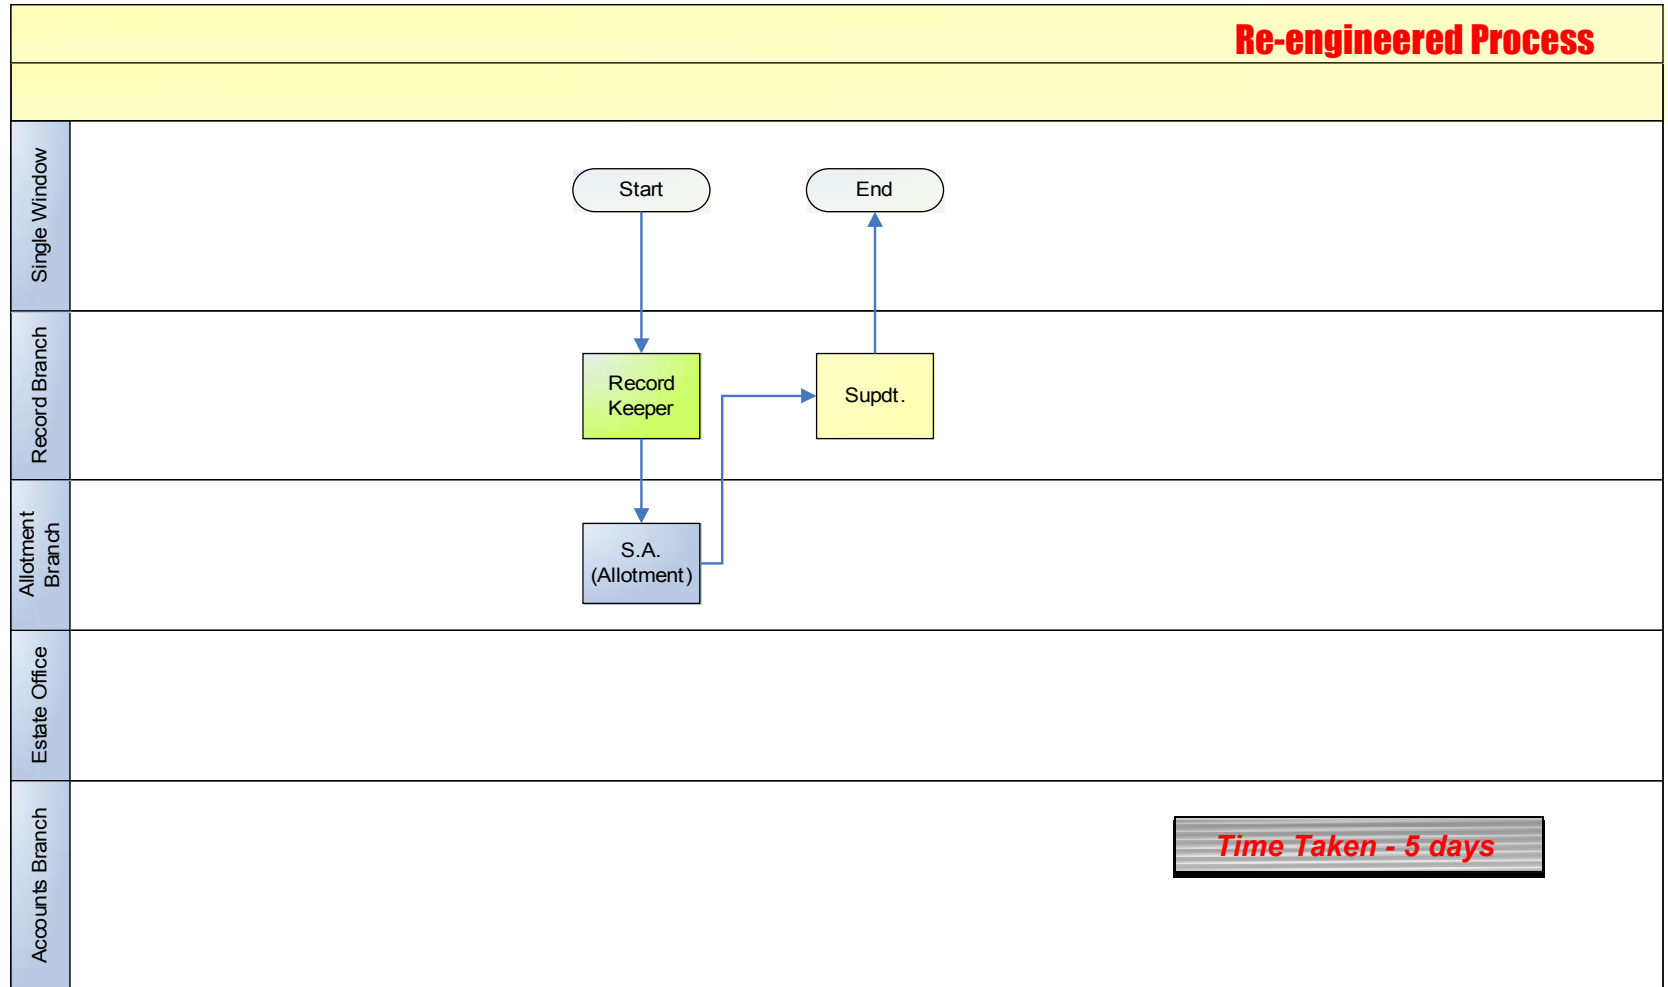 Re-engineered Process
Single Window
Start
End
Record Branch
Record
Keeper
Supdt.
Allotment
Branch
S.A.
(Allotment)
Estate Office
Accounts Branch
Time Taken - 5 days